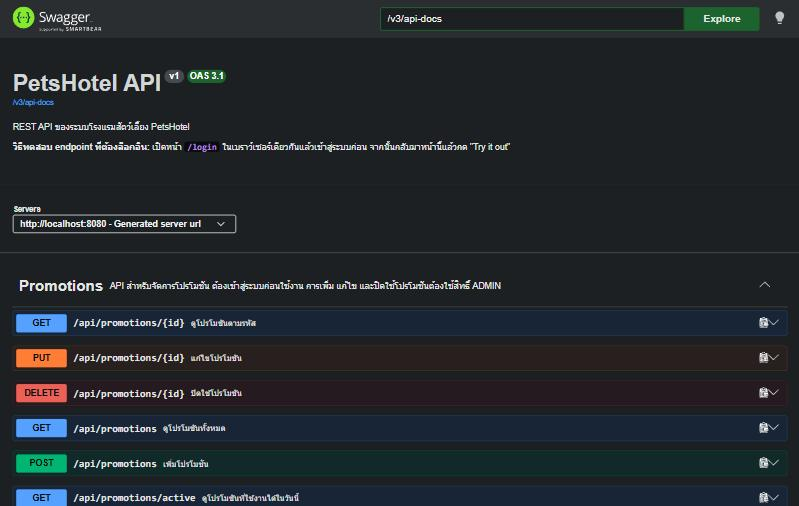 Swagger
Supported by SMARTBEAR
/v3/api-docs
Explore
PetsHotel API
v1
OAS 3.1
/v3/api-docs
REST API ของระบบโรงแรมสัตว์เลี้ยง PetsHotel
วิธีทดสอบ endpoint ที่ต้องล็อกอิน: เปิดหน้า /login ในเบราว์เซอร์เดียวกันแล้วเข้าสู่ระบบก่อน จากนั้นกลับมาหน้านี้แล้วกด "Try it out"
Servers
http://localhost:8080 - Generated server url
Promotions API สำหรับจัดการโปรโมชัน ต้องเข้าสู่ระบบก่อนใช้งาน การเพิ่ม แก้ไข และปิดใช้โปรโมชันต้องใช้สิทธิ์ ADMIN
GET /api/promotions/{id} ดูโปรโมชันตามรหัส
PUT /api/promotions/{id} แก้ไขโปรโมชัน
DELETE /api/promotions/{id} ปิดใช้โปรโมชัน
GET /api/promotions ดูโปรโมชันทั้งหมด
POST /api/promotions เพิ่มโปรโมชัน
GET /api/promotions/active ดูโปรโมชันที่ใช้งานได้ในวันนี้